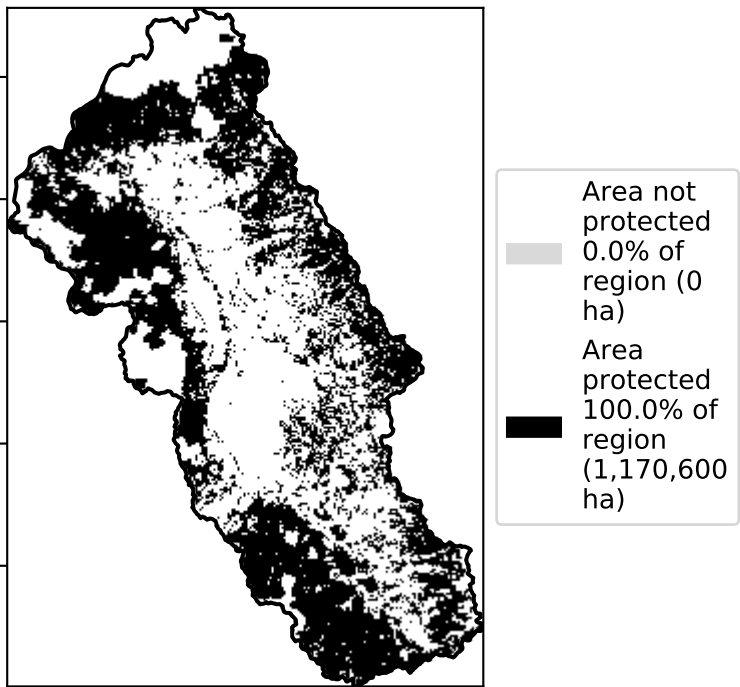 Area not
protected
0.0% of
region (0
ha)
Area
protected
100.0% of
region
(1,170,600
ha)